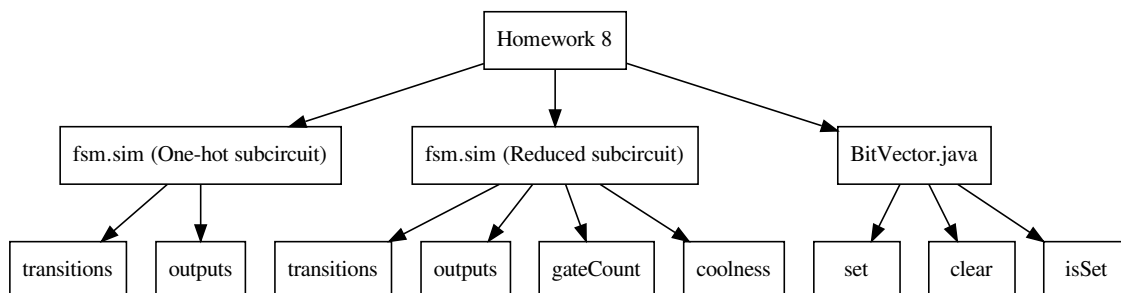 Homework 8
fsm.sim (One-hot subcircuit)
fsm.sim (Reduced subcircuit)
BitVector.java
transitions
outputs
transitions
outputs
gateCount
coolness
set
clear
isSet